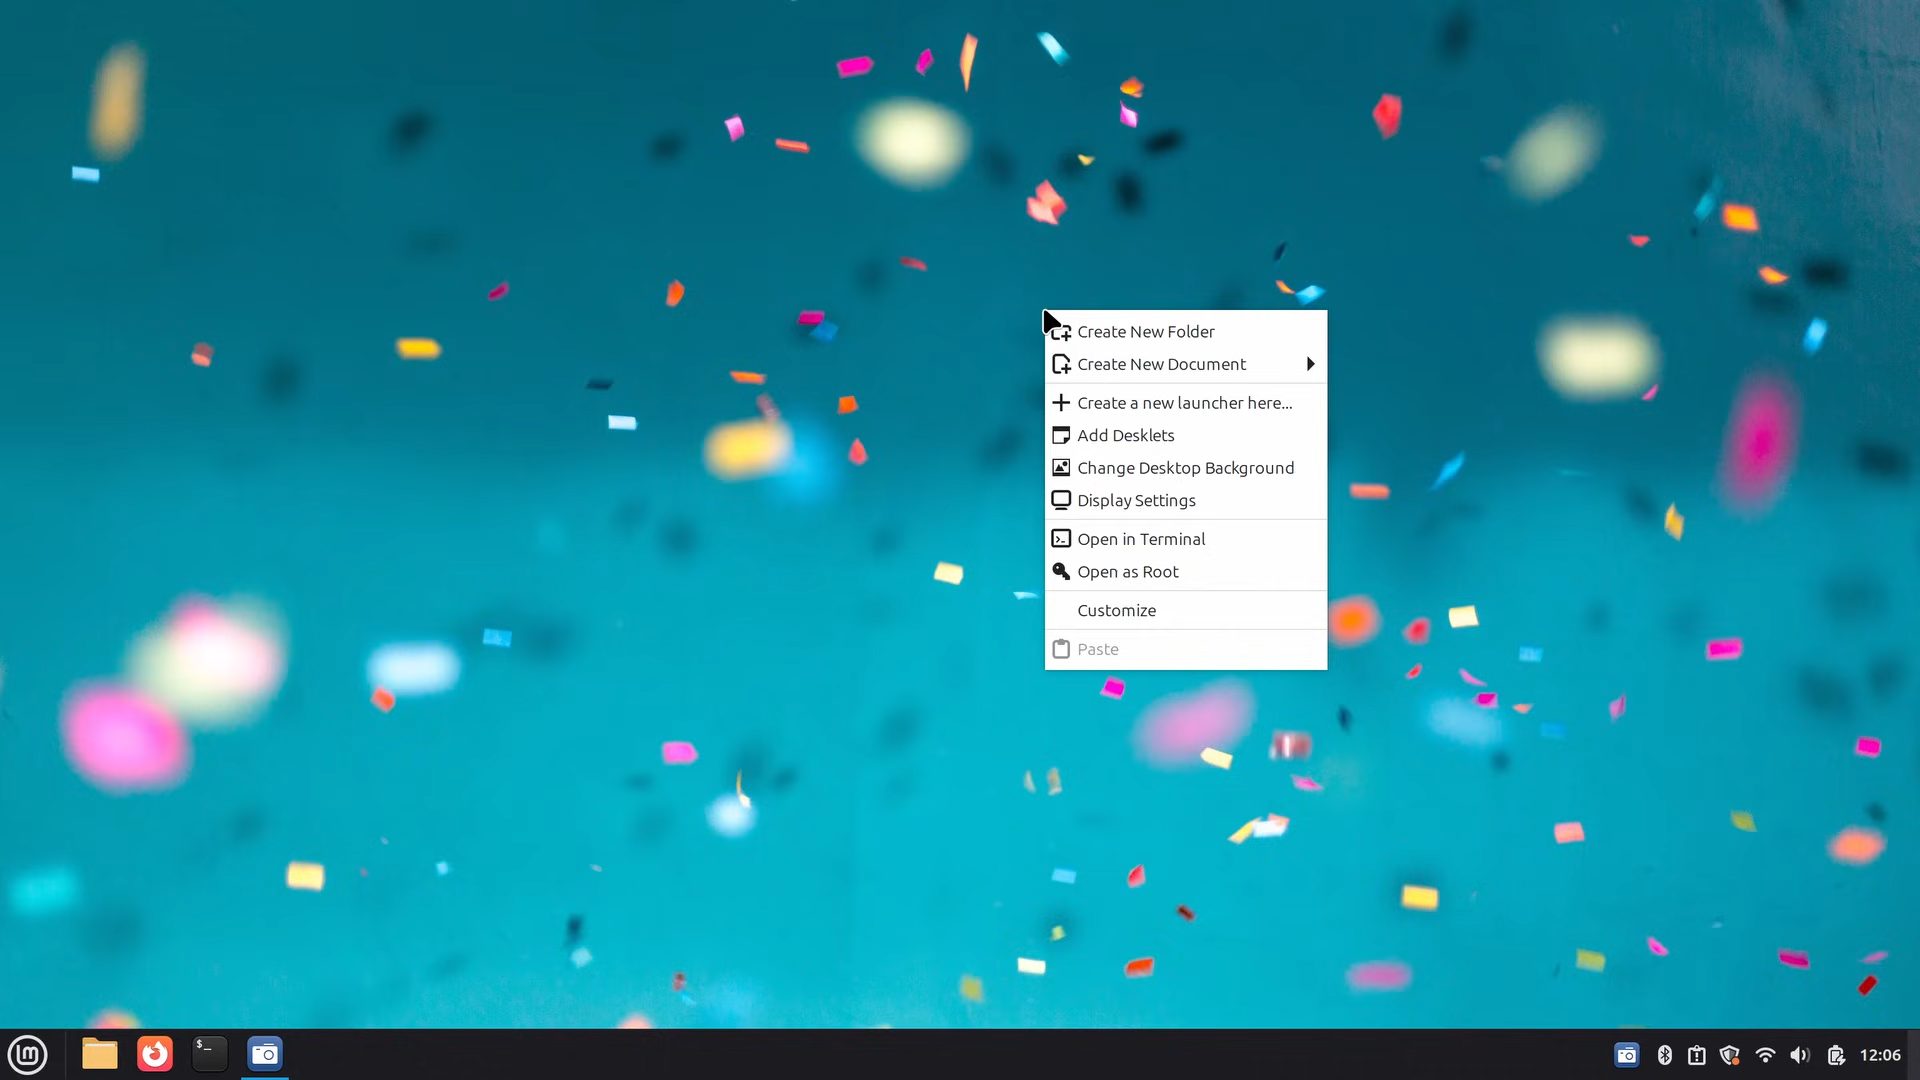 Create New Folder
Create New Document
Create a new launcher here...
Add Desklets
Change Desktop Background
Display Settings
Open in Terminal
Open as Root
Customize
Paste
$_
12:06